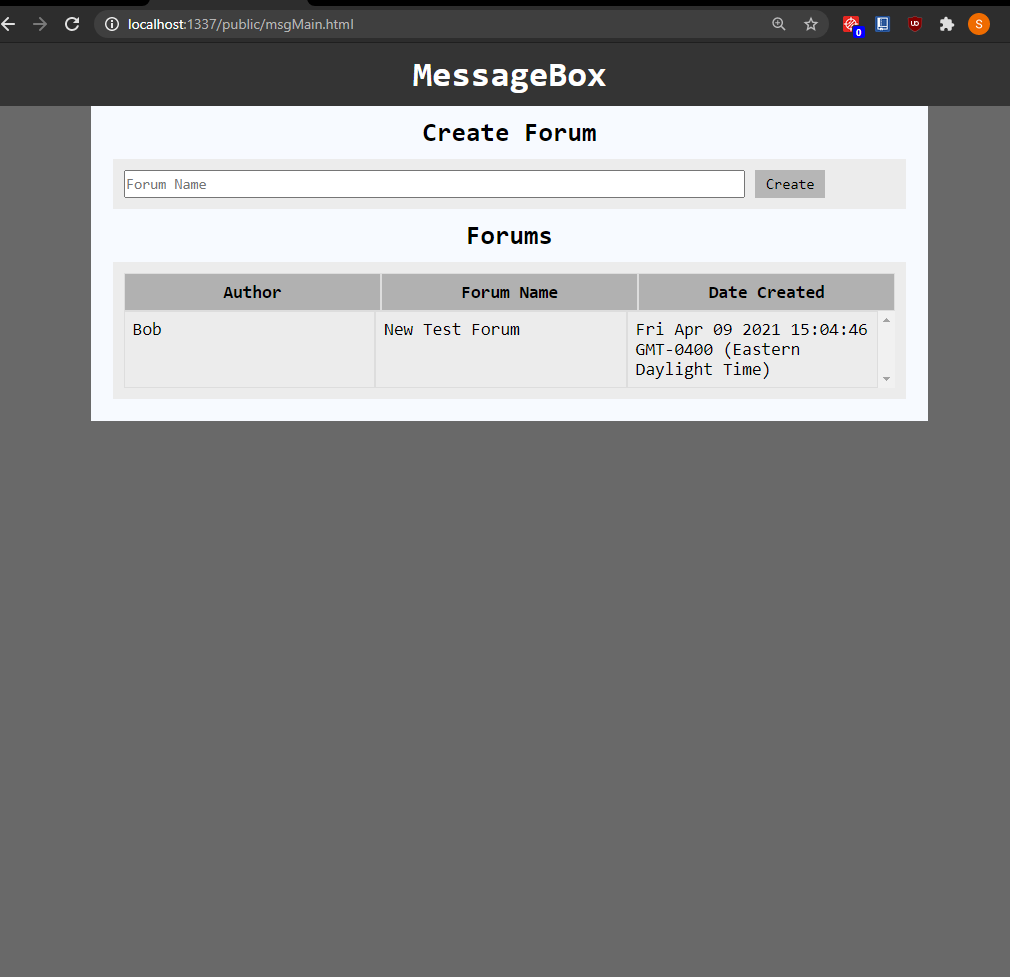 localhost:1337/public/msgMain.html
0
UD
S
MessageBox
Create Forum
Forum Name
Create
Forums
Author Forum Name Date Created
Bob New Test Forum Fri Apr 09 2021 15:04:46
GMT-0400 (Eastern
Daylight Time)